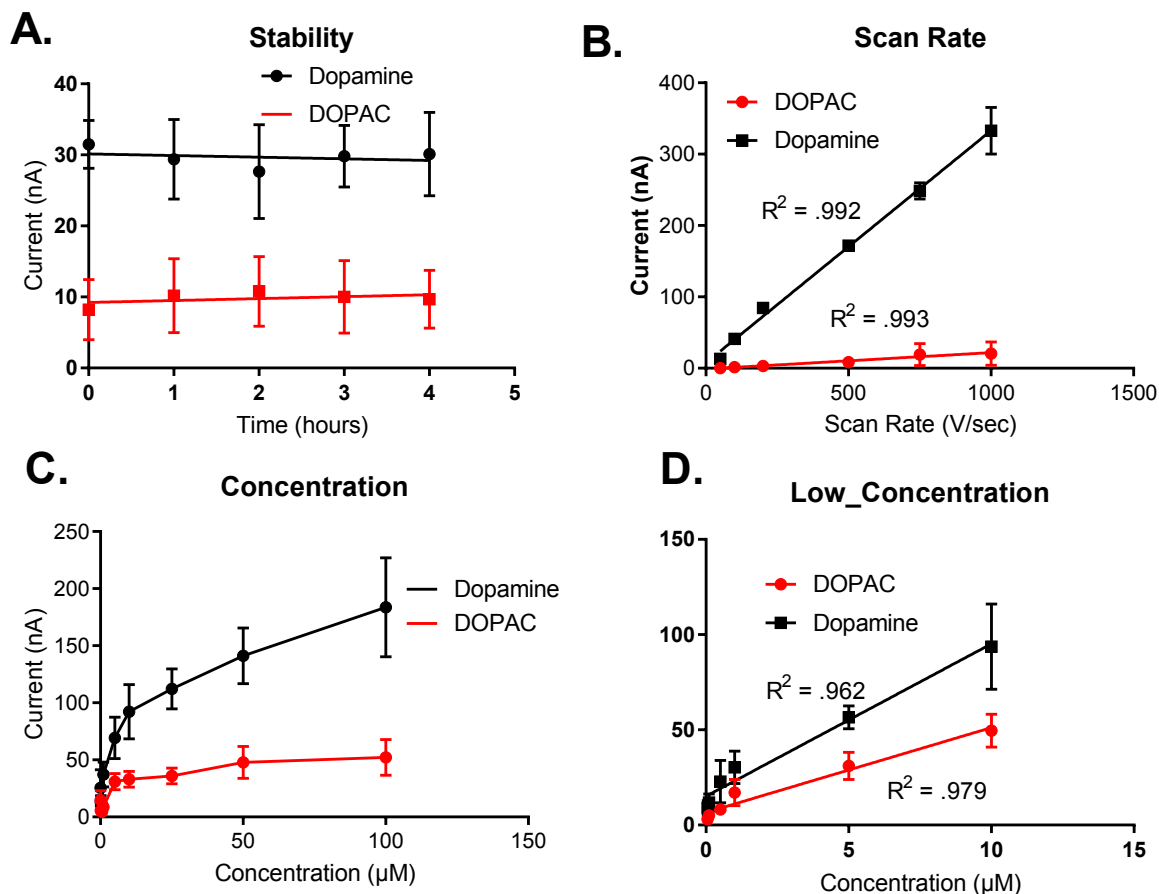 A.
Stability
Dopamine
DOPAC
Current (nA)
40
30
20
10
0
0 1 2 3 4 5
Time (hours)
B.
Scan Rate
DOPAC
Dopamine
Current (nA)
400
300
200
100
0
R² = .992
R² = .993
500 1000 1500
Scan Rate (V/sec)
C.
Concentration
Dopamine
DOPAC
Current (nA)
250
200
150
100
50
0
0 50 100 150
Concentration (µM)
D.
Low_Concentration
DOPAC
Dopamine
Current (nA)
150
100
50
0
R² = .962
R² = .979
0 5 10 15
Concentration (µM)